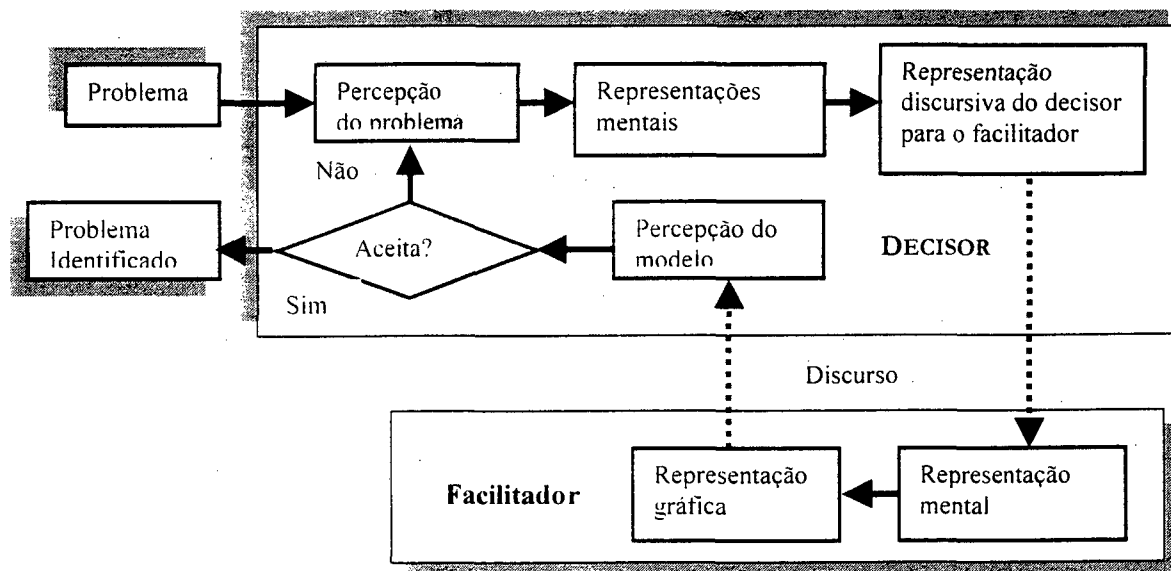 Problema
Percepção
do problema
Representações
mentais
Representação
discursiva do decisor
para o facilitador
Não
Problema
Identificado
Aceita?
Percepção do
modelo
DECISOR
Sim
Discurso
Facilitador
Representação
gráfica
Representação
mental